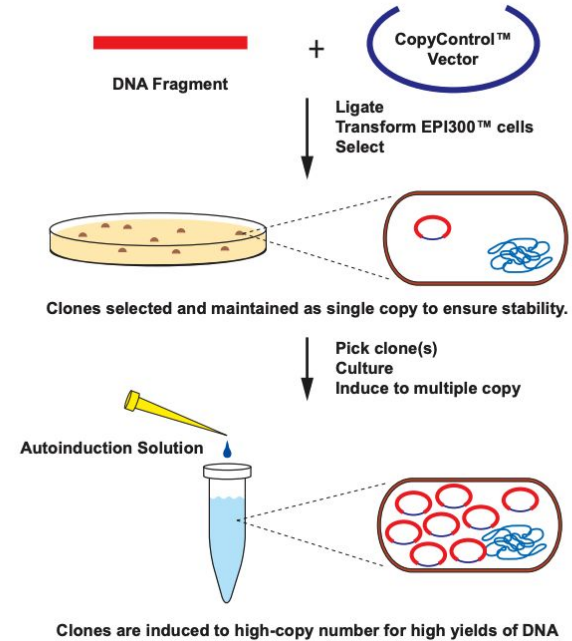 CopyControl™
Vector
+
DNA Fragment
Ligate
Transform EPI300™ cells
Select
Clones selected and maintained as single copy to ensure stability.
Pick clone(s)
Culture
Induce to multiple copy
Autoinduction Solution
Clones are induced to high-copy number for high yields of DNA